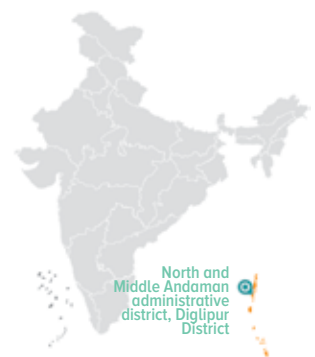 North and
Middle Andaman
administrative
district, Diglipur
District